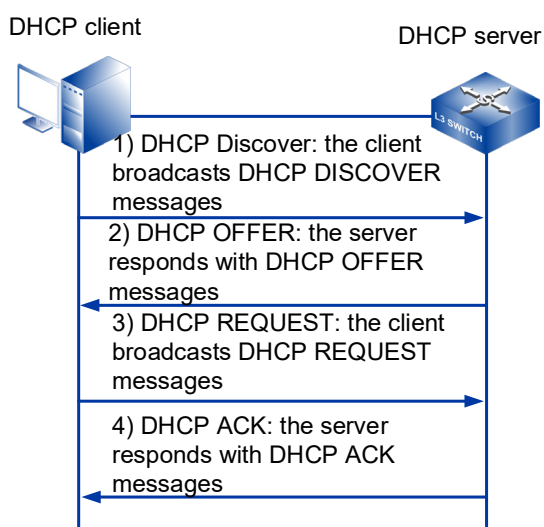 DHCP client
DHCP server
L3 SWITCH
1) DHCP Discover: the client
broadcasts DHCP DISCOVER
messages
2) DHCP OFFER: the server
responds with DHCP OFFER
messages
3) DHCP REQUEST: the client
broadcasts DHCP REQUEST
messages
4) DHCP ACK: the server
responds with DHCP ACK
messages